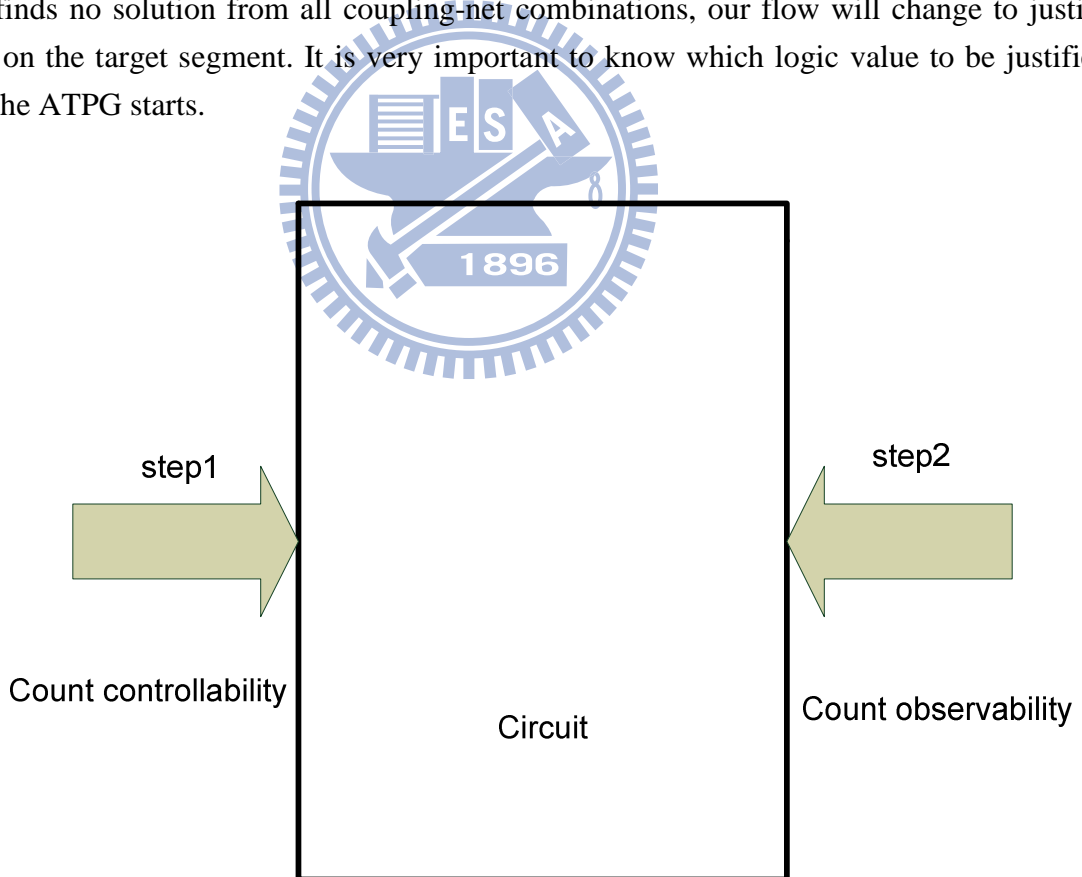 finds no solution from all coupling-net combinations, our flow will change to justi
on the target segment. It is very important to know which logic value to be justific
he ATPG starts.
E S A
8
1896
step1
step2
Count controllability
Count observability
Circuit